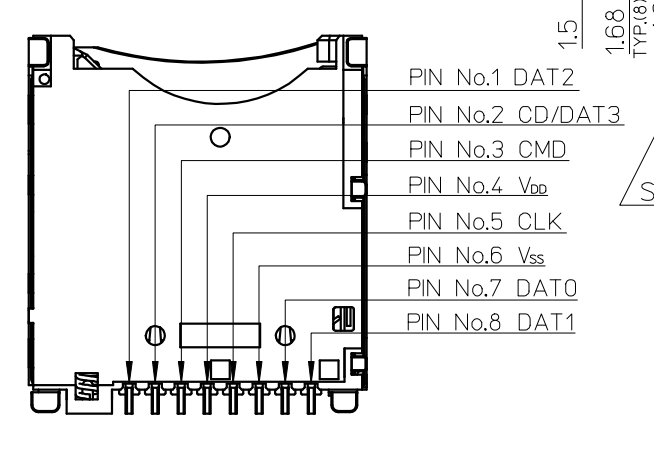 1.5
1.68
TYP.(8)
PIN No.1 DAT2
PIN No.2 CD/DAT3
PIN No.3 CMD
PIN No.4 VDD
PIN No.5 CLK
PIN No.6 Vss
PIN No.7 DAT0
PIN No.8 DAT1
S